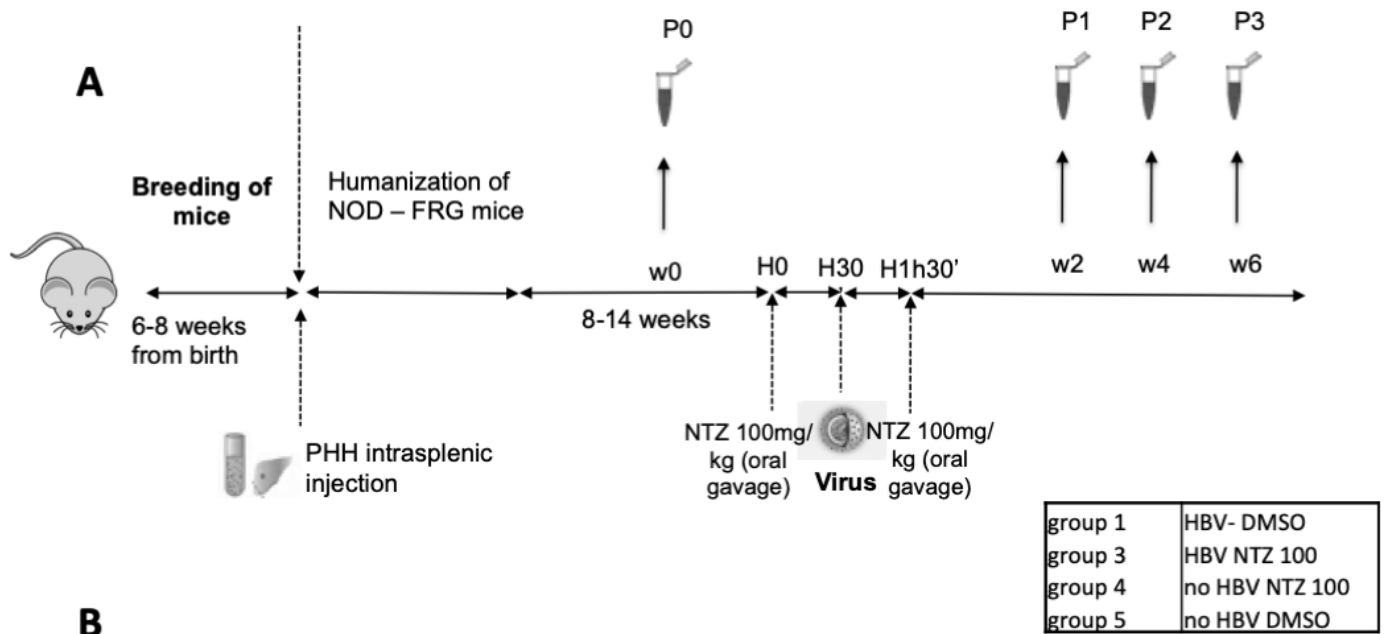 A
P0
P1 P2 P3
Breeding of
mice
Humanization of
NOD – FRG mice
w0
H0 H30 H1h30’
w2 w4 w6
6-8 weeks
from birth
8-14 weeks
PHH intrasplenic
injection
NTZ 100mg/
kg (oral
gavage)
Virus
NTZ 100mg/
kg (oral
gavage)
group 1 HBV- DMSO
group 3 HBV NTZ 100
group 4 no HBV NTZ 100
group 5 no HBV DMSO
B